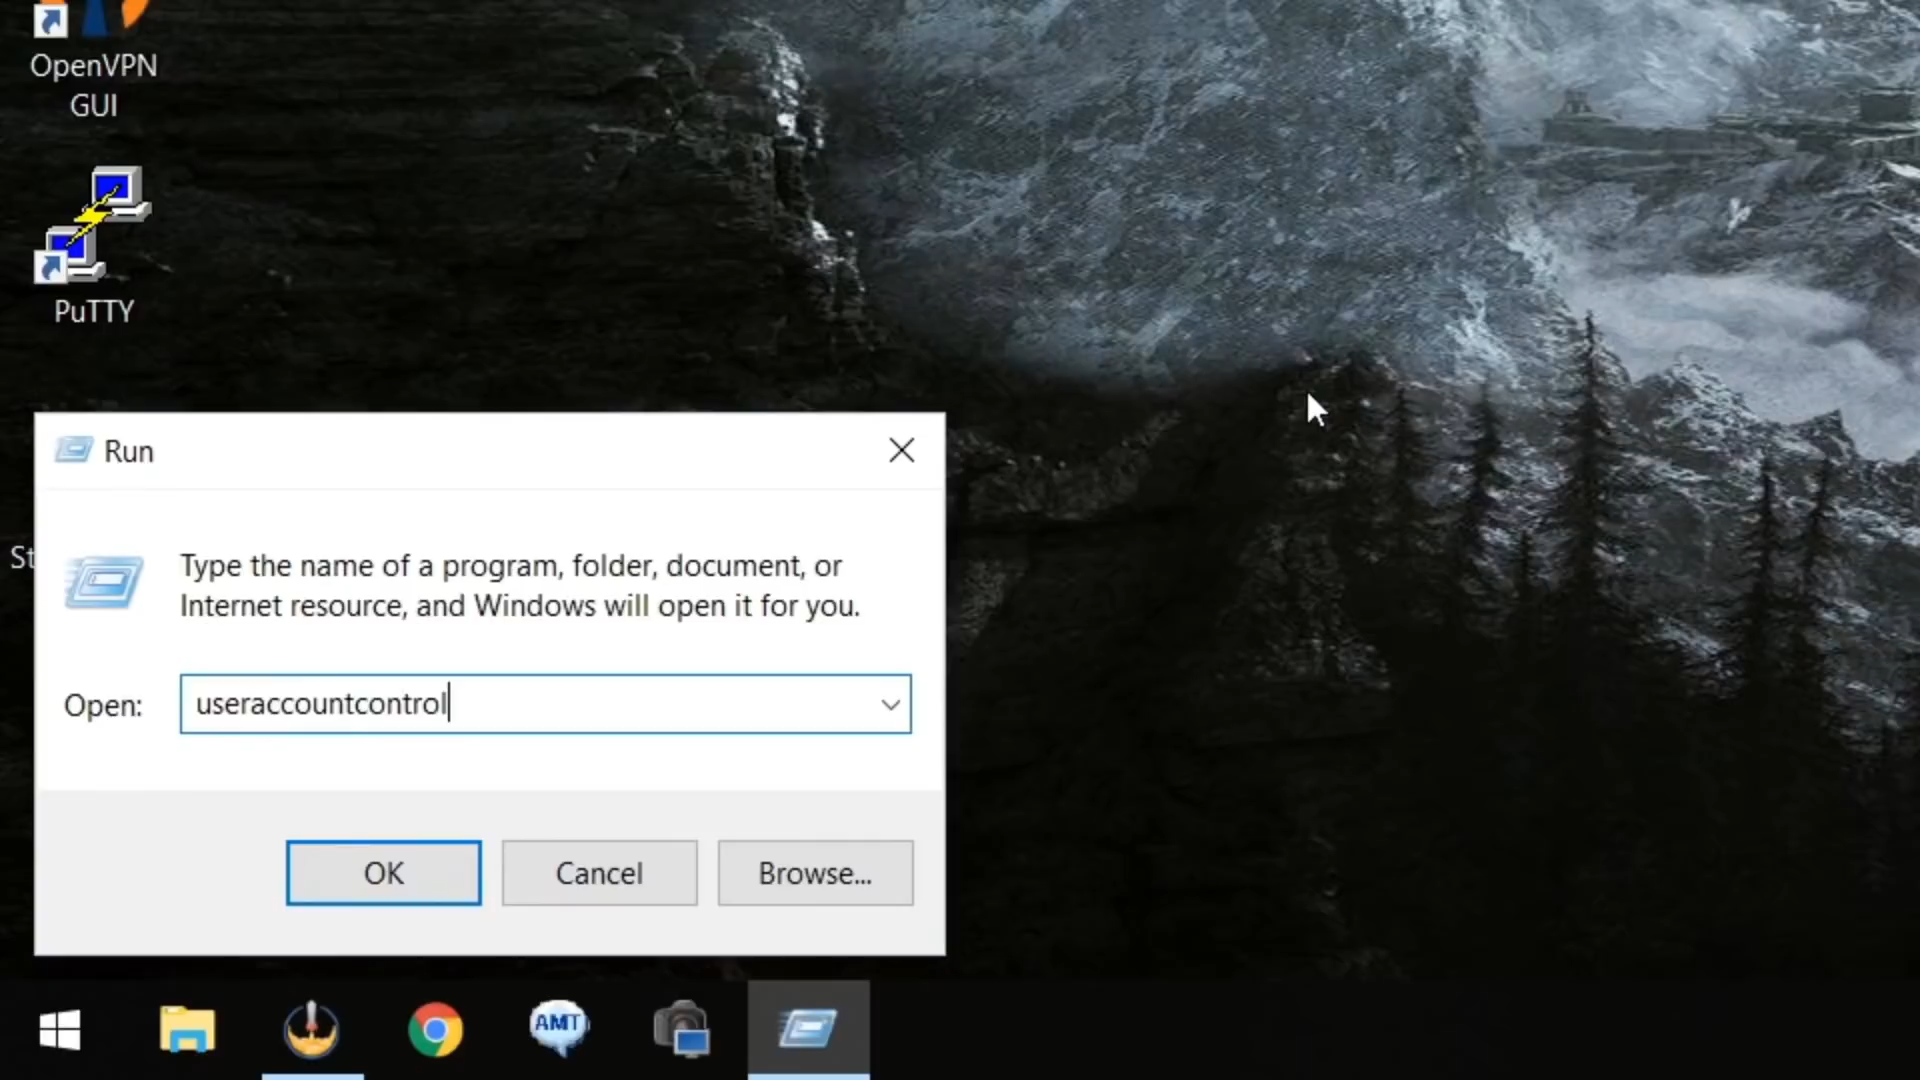 OpenVPN
GUI
PuTTY
Run
St
Type the name of a program, folder, document, or
Internet resource, and Windows will open it for you.
Open:
useraccountcontrol
OK
Cancel
Browse...
AMT